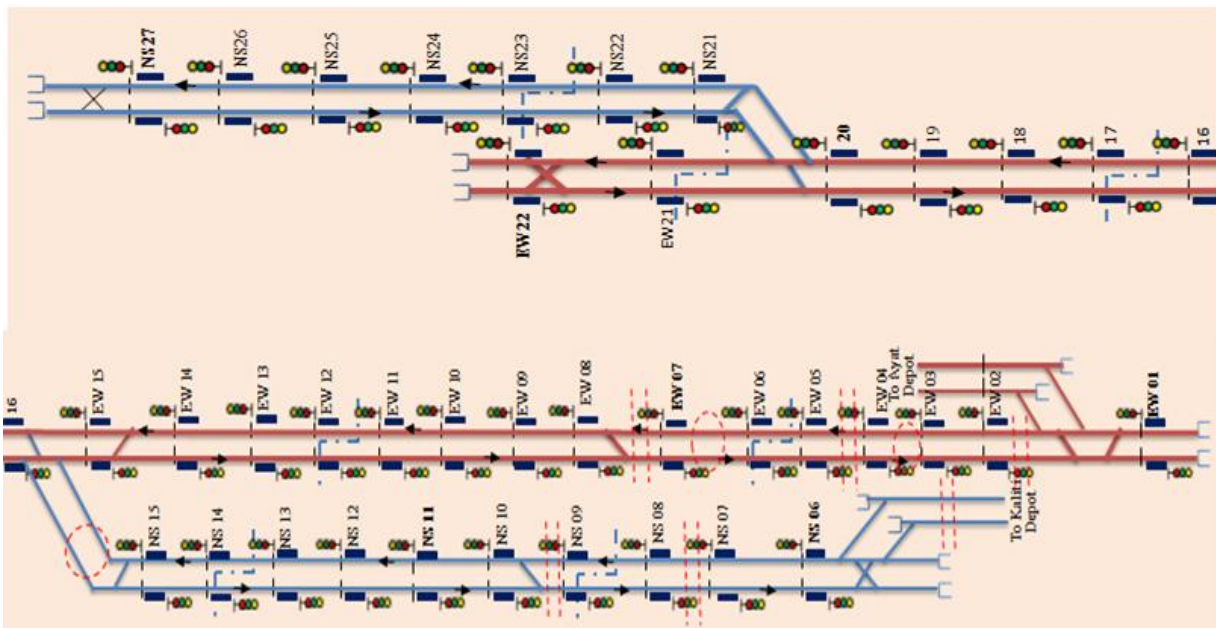 NS27
NS26
NS25
NS24
NS23
NS22
NS21
20
19
18
17
16
EW22
EW21
16
EW 15
EW 14
EW 13
EW 12
EW 11
EW 10
EW 09
EW 08
EW 07
EW 06
EW 05
EW 04
To Ayat
Depot
EW 03
EW 02
EW 01
NS 15
NS 14
NS 13
NS 12
NS 11
NS 10
NS 09
NS 08
NS 07
NS 06
To Kaliti
Depot